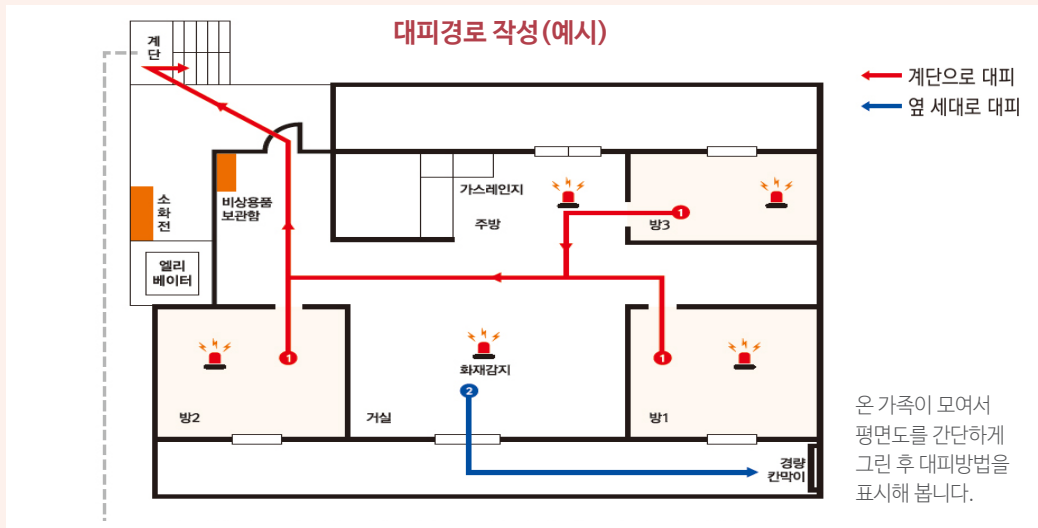 대피경로 작성(예시)
계
단
계단으로 대피
옆 세대로 대피
소
화
전
비상용품
보관함
가스레인지
주방
1
방3
엘리
베이터
1
방2
화재감지
2
거실
1
방1
경량
칸막이
온 가족이 모여서
평면도를 간단하게
그린 후 대피방법을
표시해 봅니다.